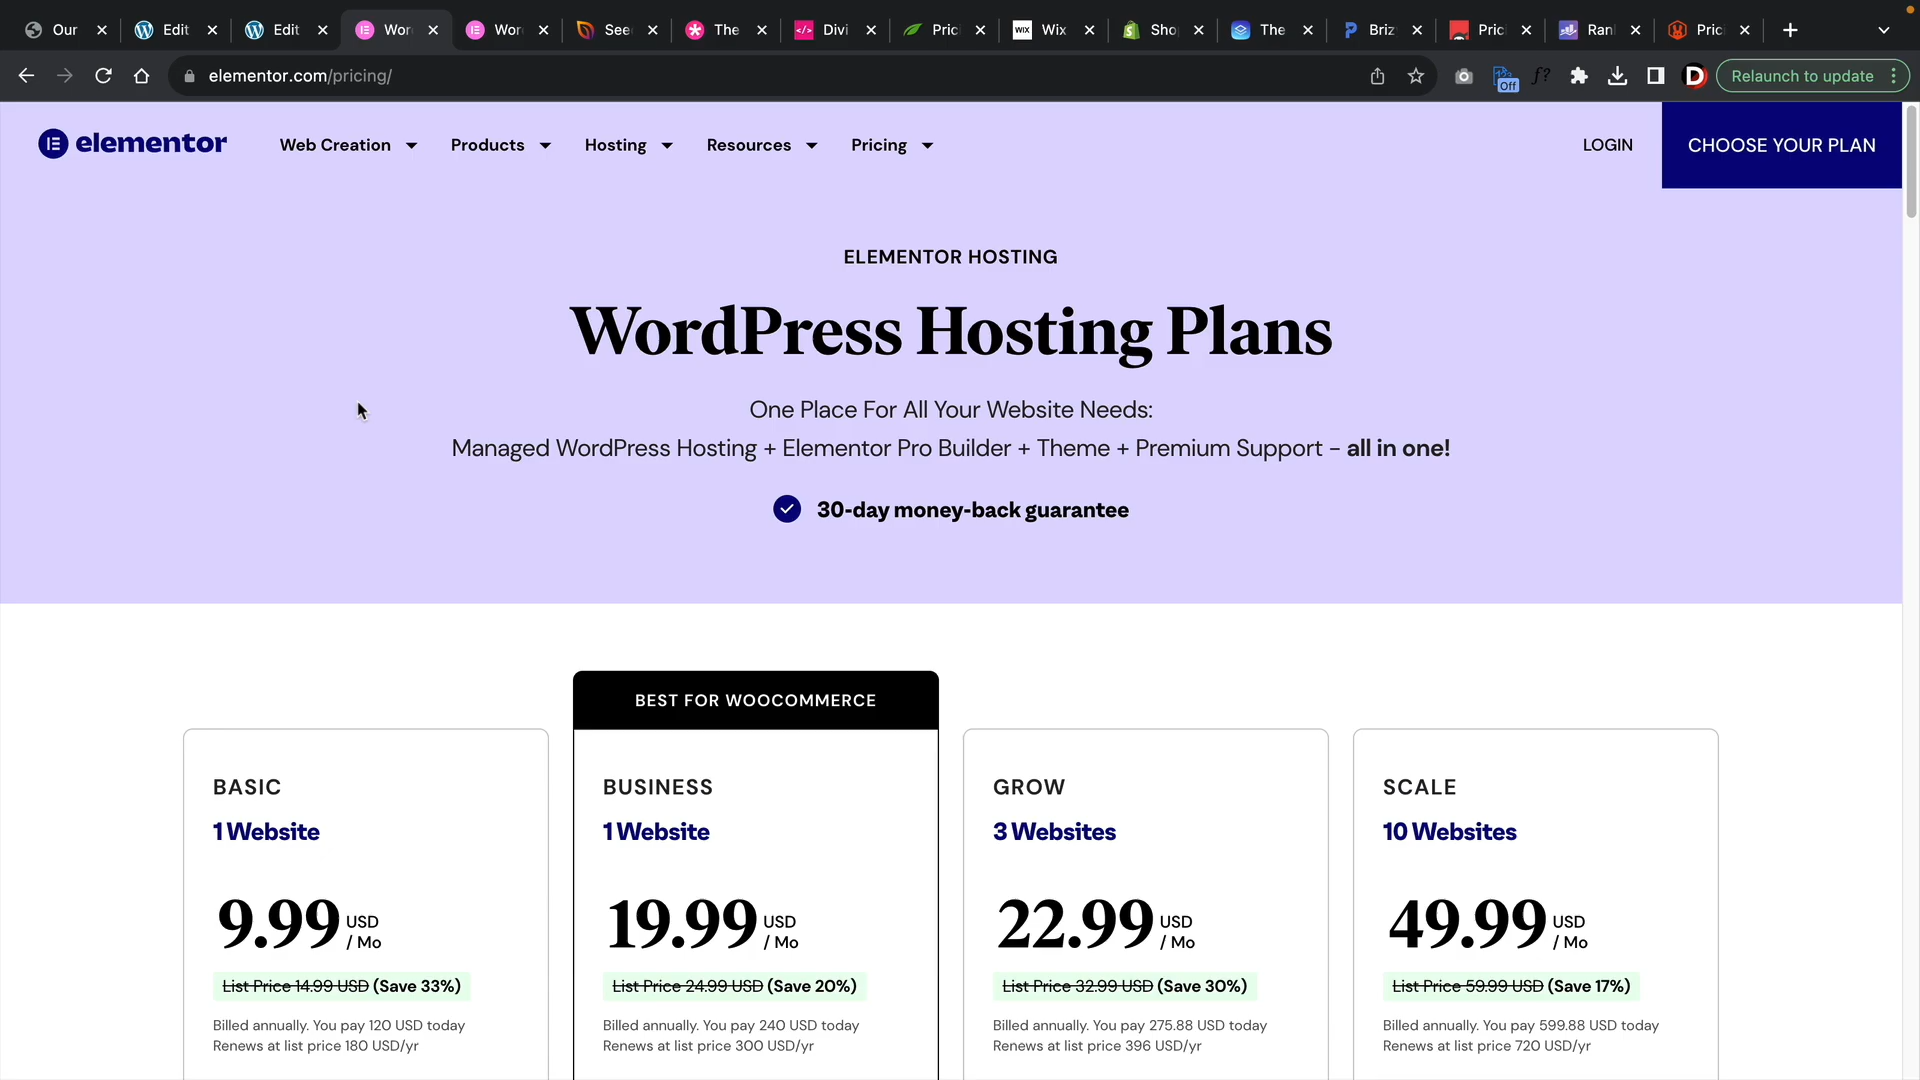 Our
Edit
Edit
Wor
Wor
See
The
Divi
Pric
WIX Wix
Sho
The
Briz
Pric
Ran
Pric
elementor.com/pricing/
Off
f?
D
Relaunch to update
elementor
Web Creation
Products
Hosting
Resources
Pricing
LOGIN
CHOOSE YOUR PLAN
ELEMENTOR HOSTING
WordPress Hosting Plans
One Place For All Your Website Needs:
Managed WordPress Hosting + Elementor Pro Builder + Theme + Premium Support - all in one!
30-day money-back guarantee
BASIC
1 Website
9.99 USD / Mo
List Price 14.99 USD (Save 33%)
Billed annually. You pay 120 USD today
Renews at list price 180 USD/yr
BEST FOR WOOCOMMERCE
BUSINESS
1 Website
19.99 USD / Mo
List Price 24.99 USD (Save 20%)
Billed annually. You pay 240 USD today
Renews at list price 300 USD/yr
GROW
3 Websites
22.99 USD / Mo
List Price 32.99 USD (Save 30%)
Billed annually. You pay 275.88 USD today
Renews at list price 396 USD/yr
SCALE
10 Websites
49.99 USD / Mo
List Price 59.99 USD (Save 17%)
Billed annually. You pay 599.88 USD today
Renews at list price 720 USD/yr